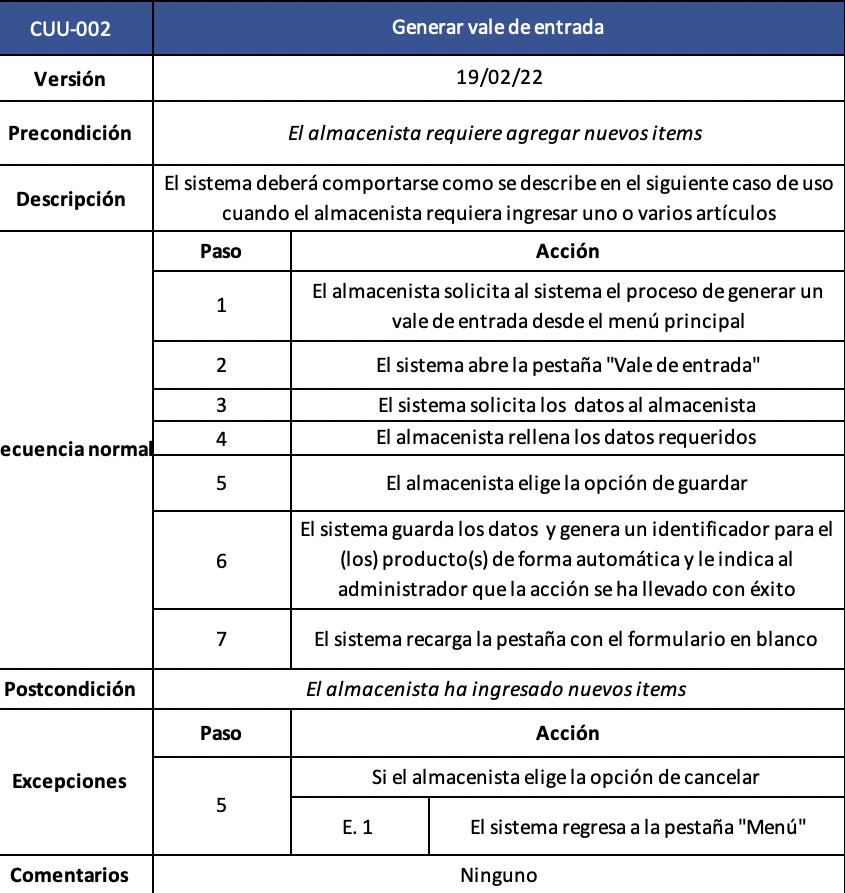 CUU-002
Generar vale de entrada
Versión
19/02/22
Precondición
El almacenista requiere agregar nuevos items
Descripción
El sistema deberá comportarse como se describe en el siguiente caso de uso
cuando el almacenista requiera ingresar uno o varios artículos
ecuencia normal
Paso
Acción
1
El almacenista solicita al sistema el proceso de generar un
vale de entrada desde el menú principal
2
El sistema abre la pestaña "Vale de entrada"
3
El sistema solicita los datos al almacenista
4
El almacenista rellena los datos requeridos
5
El almacenista elige la opción de guardar
6
El sistema guarda los datos y genera un identificador para el
(los) producto(s) de forma automática y le indica al
administrador que la acción se ha llevado con éxito
7
El sistema recarga la pestaña con el formulario en blanco
Postcondición
El almacenista ha ingresado nuevos items
Excepciones
Paso
Acción
5
Si el almacenista elige la opción de cancelar
E. 1
El sistema regresa a la pestaña "Menú"
Comentarios
Ninguno